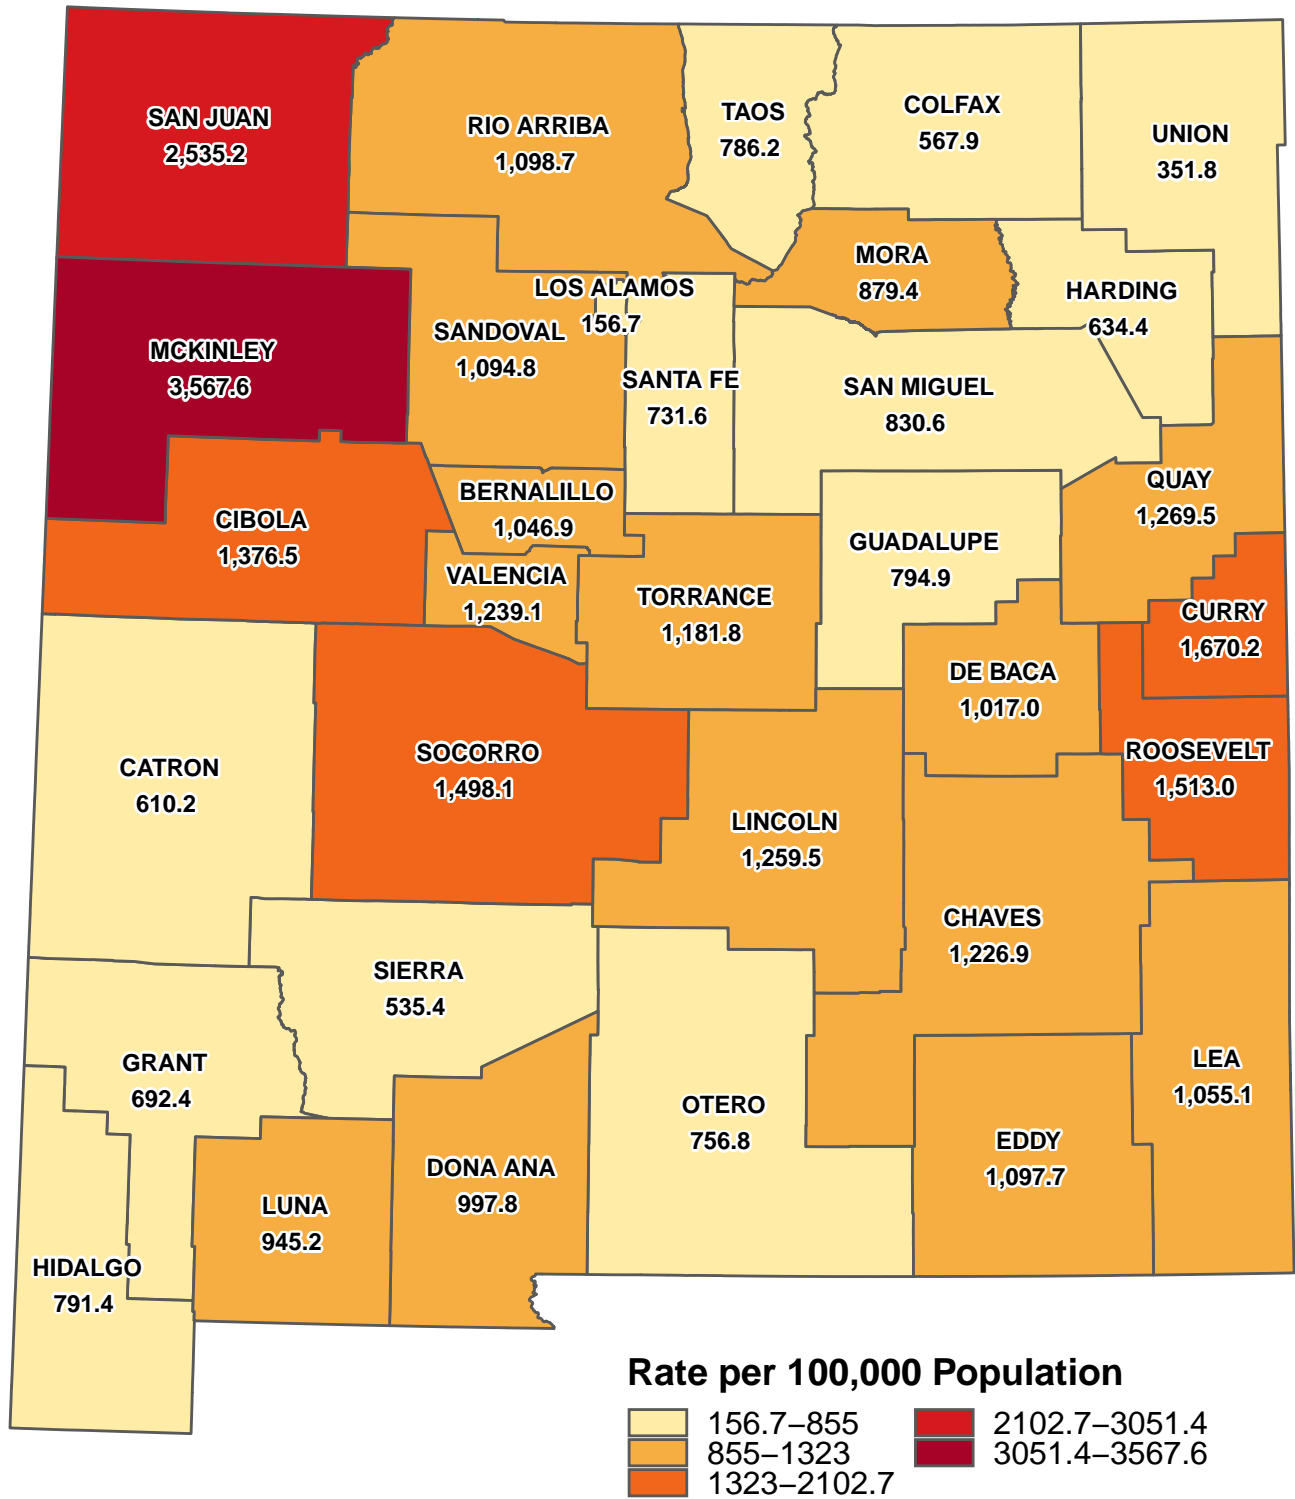 SAN JUAN
2,535.2
RIO ARRIBA
1,098.7
TAOS
786.2
COLFAX
567.9
UNION
351.8
MORA
879.4
HARDING
634.4
LOS ALAMOS
156.7
SANDOVAL
1,094.8
MCKINLEY
3,567.6
SANTA FE
731.6
SAN MIGUEL
830.6
BERNALILLO
1,046.9
QUAY
1,269.5
CIBOLA
1,376.5
GUADALUPE
794.9
VALENCIA
1,239.1
TORRANCE
1,181.8
CURRY
1,670.2
DE BACA
1,017.0
CATRON
610.2
SOCORRO
1,498.1
ROOSEVELT
1,513.0
LINCOLN
1,259.5
CHAVES
1,226.9
SIERRA
535.4
GRANT
692.4
LEA
1,055.1
OTERO
756.8
EDDY
1,097.7
DONA ANA
997.8
LUNA
945.2
HIDALGO
791.4
Rate per 100,000 Population
156.7–855
855–1323
1323–2102.7
2102.7–3051.4
3051.4–3567.6